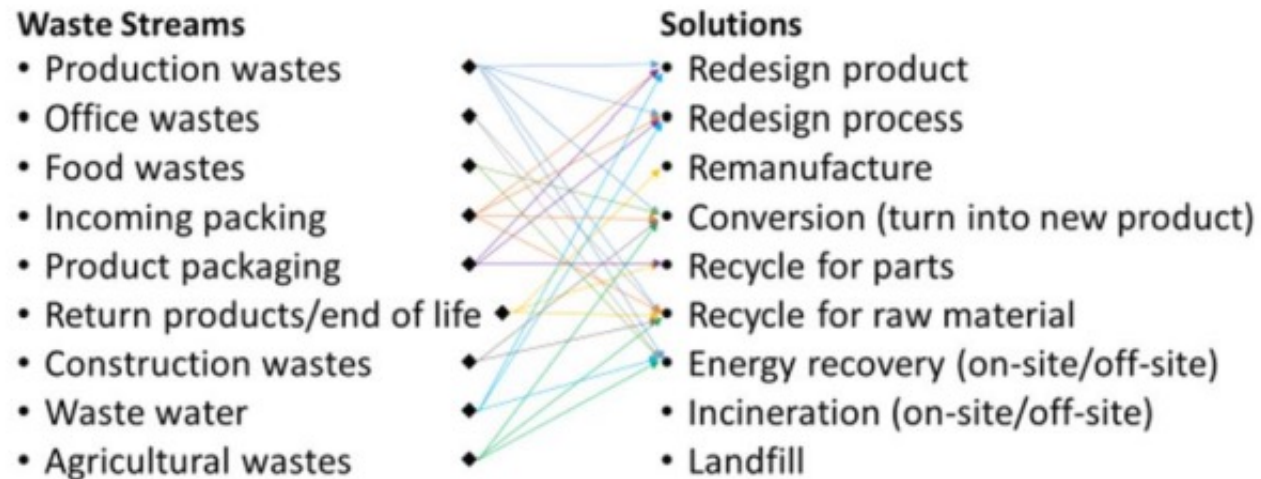 Waste Streams
• Production wastes
• Office wastes
• Food wastes
• Incoming packing
• Product packaging
• Return products/end of life
• Construction wastes
• Waste water
• Agricultural wastes
Solutions
• Redesign product
• Redesign process
• Remanufacture
• Conversion (turn into new product)
• Recycle for parts
• Recycle for raw material
• Energy recovery (on-site/off-site)
• Incineration (on-site/off-site)
• Landfill